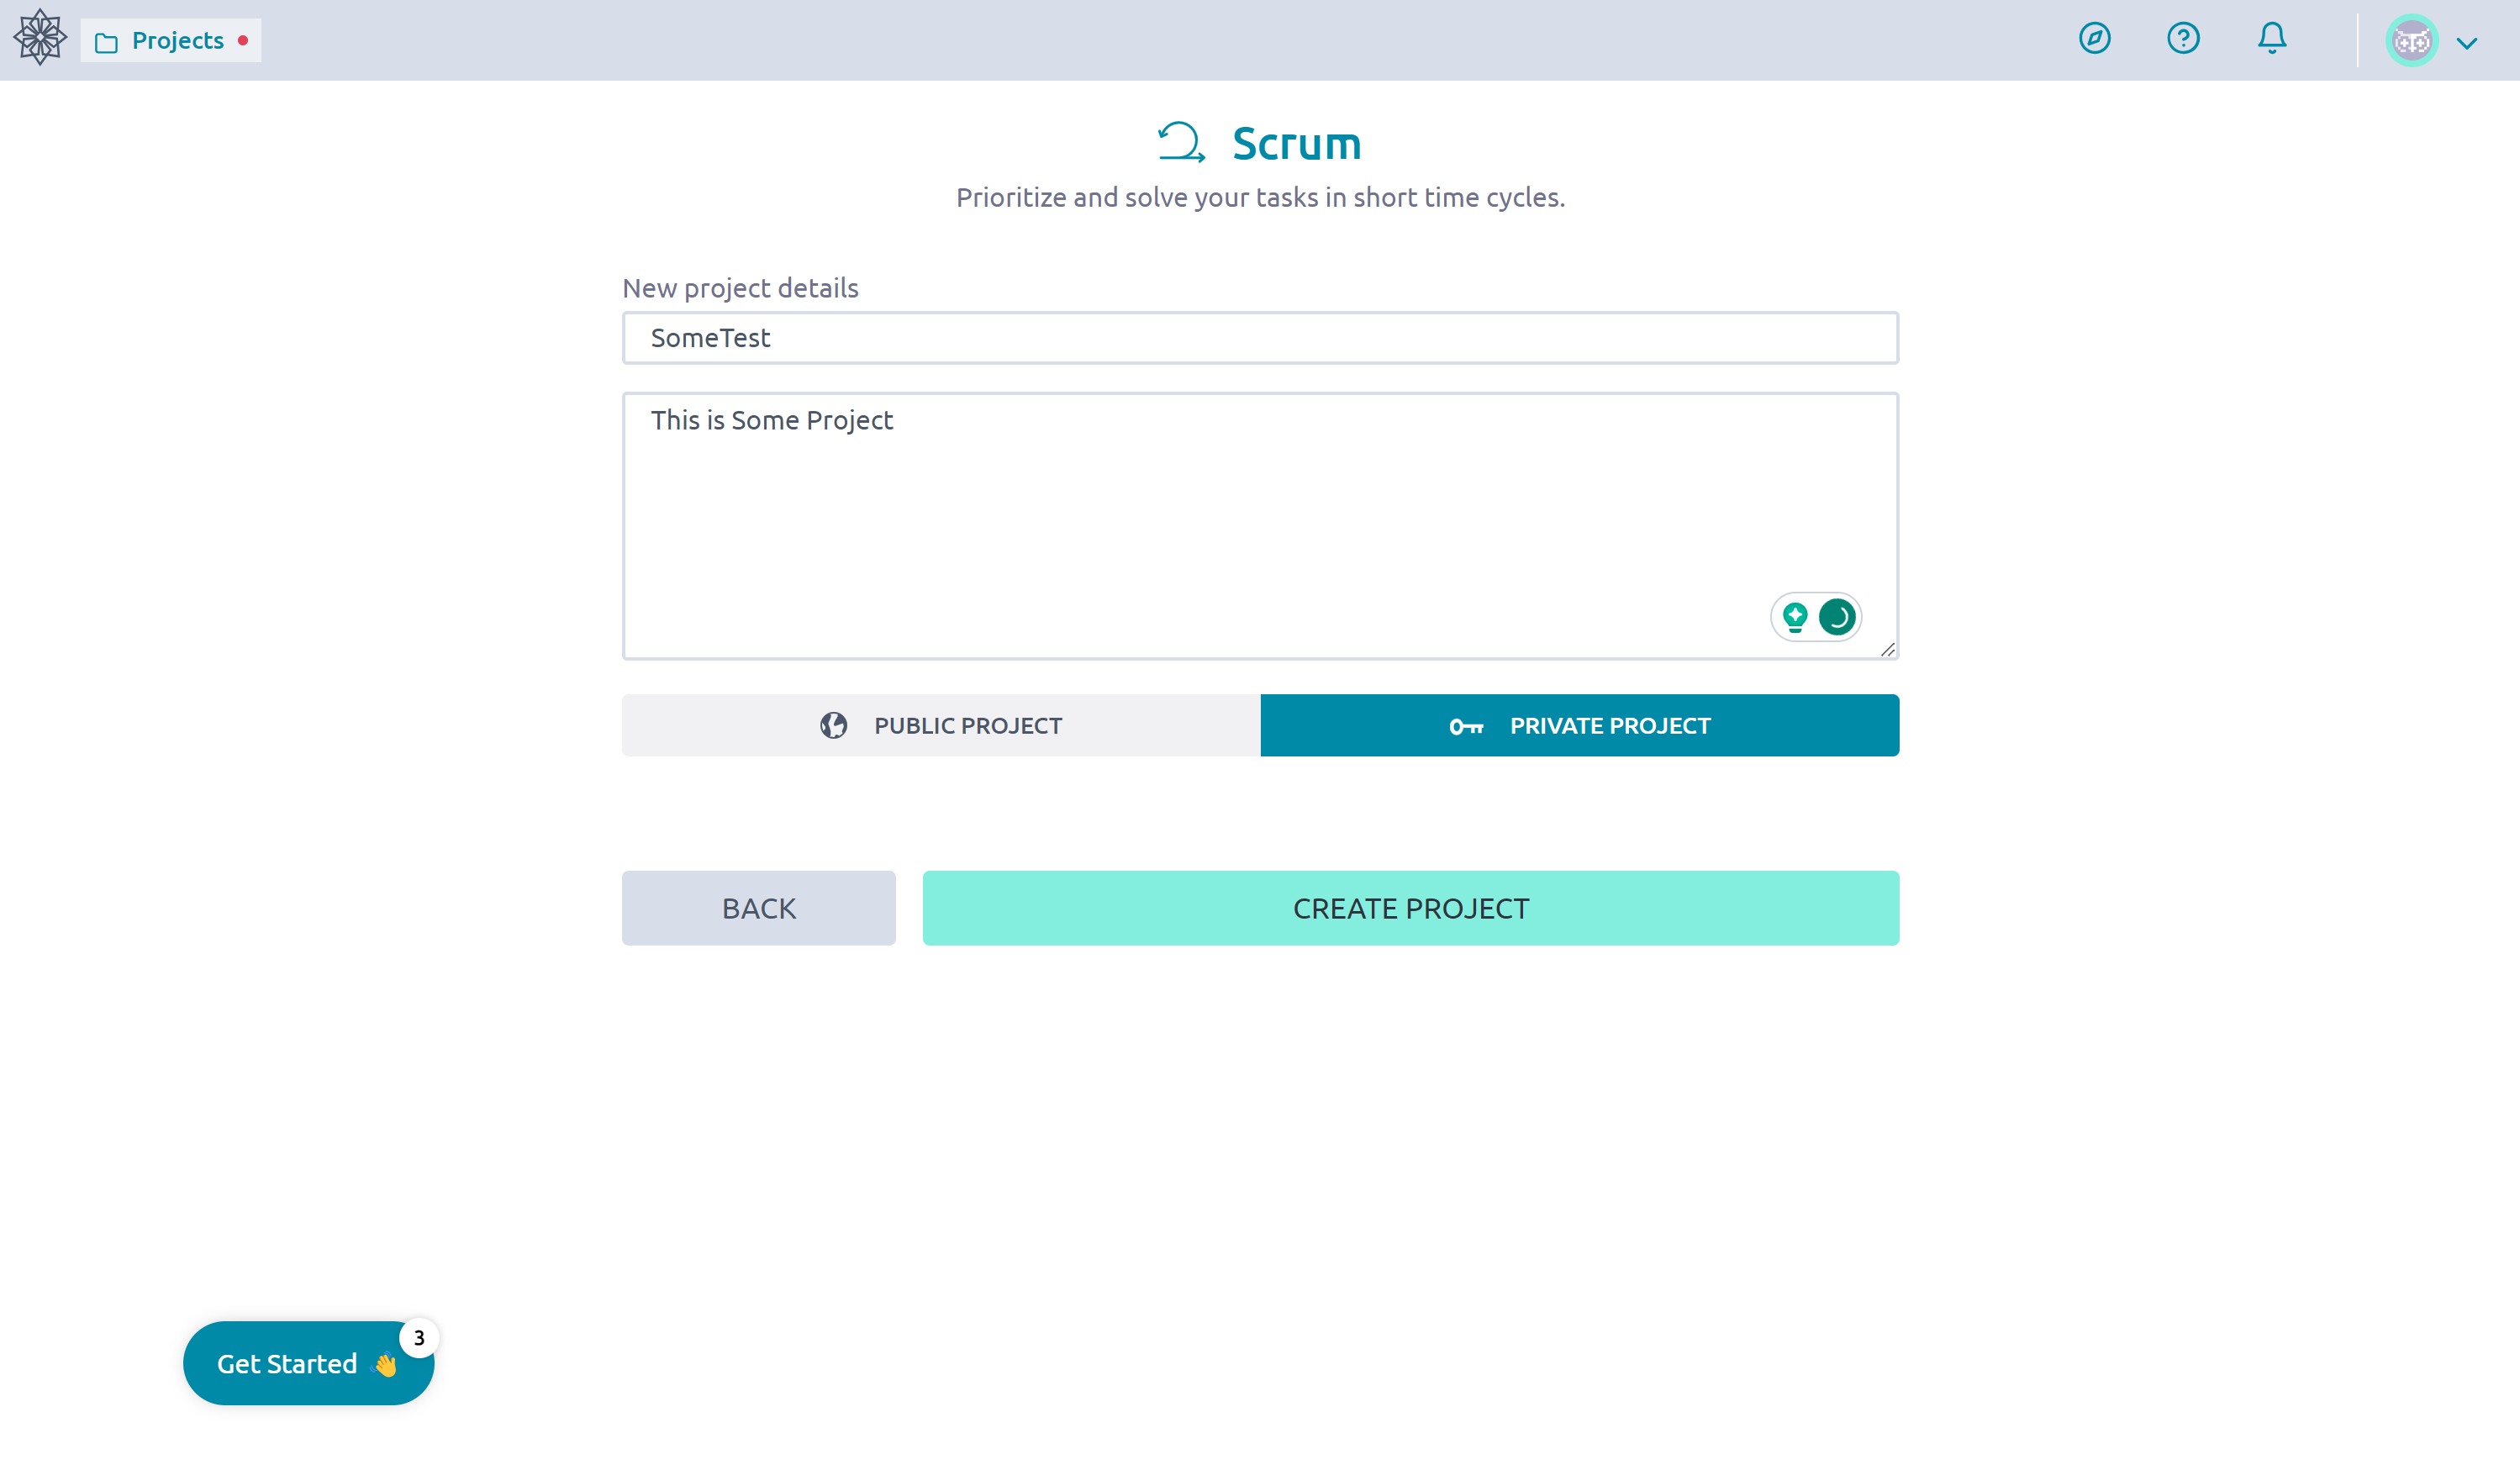 Projects
Scrum
Prioritize and solve your tasks in short time cycles.
New project details
SomeTest
This is Some Project
PUBLIC PROJECT
PRIVATE PROJECT
BACK
CREATE PROJECT
3
Get Started 👋